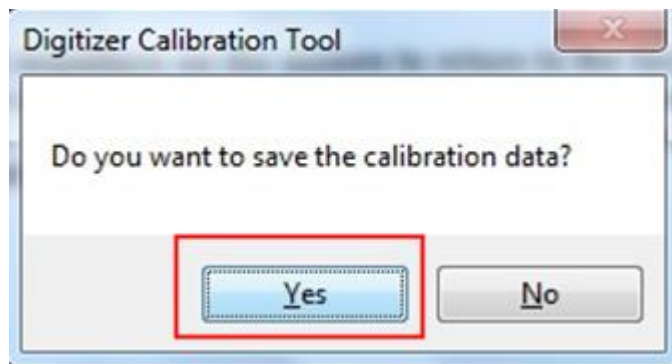 Digitizer Calibration Tool
Do you want to save the calibration data?
Yes No